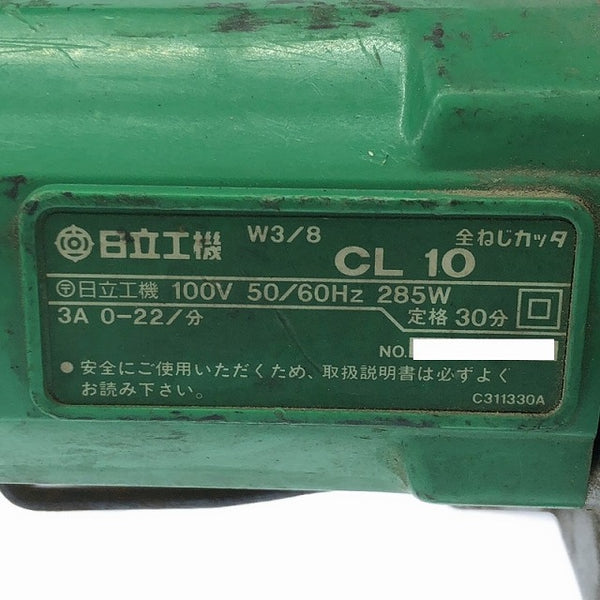 日立工機 W3/8 CL 10 全ねじカッタ
〶日立工機 100V 50/60Hz 285W
3A 0-22/分 定格 30分
NO.
●安全にご使用いただくため、取扱説明書は必ずよく
お読み下さい。
C311330A